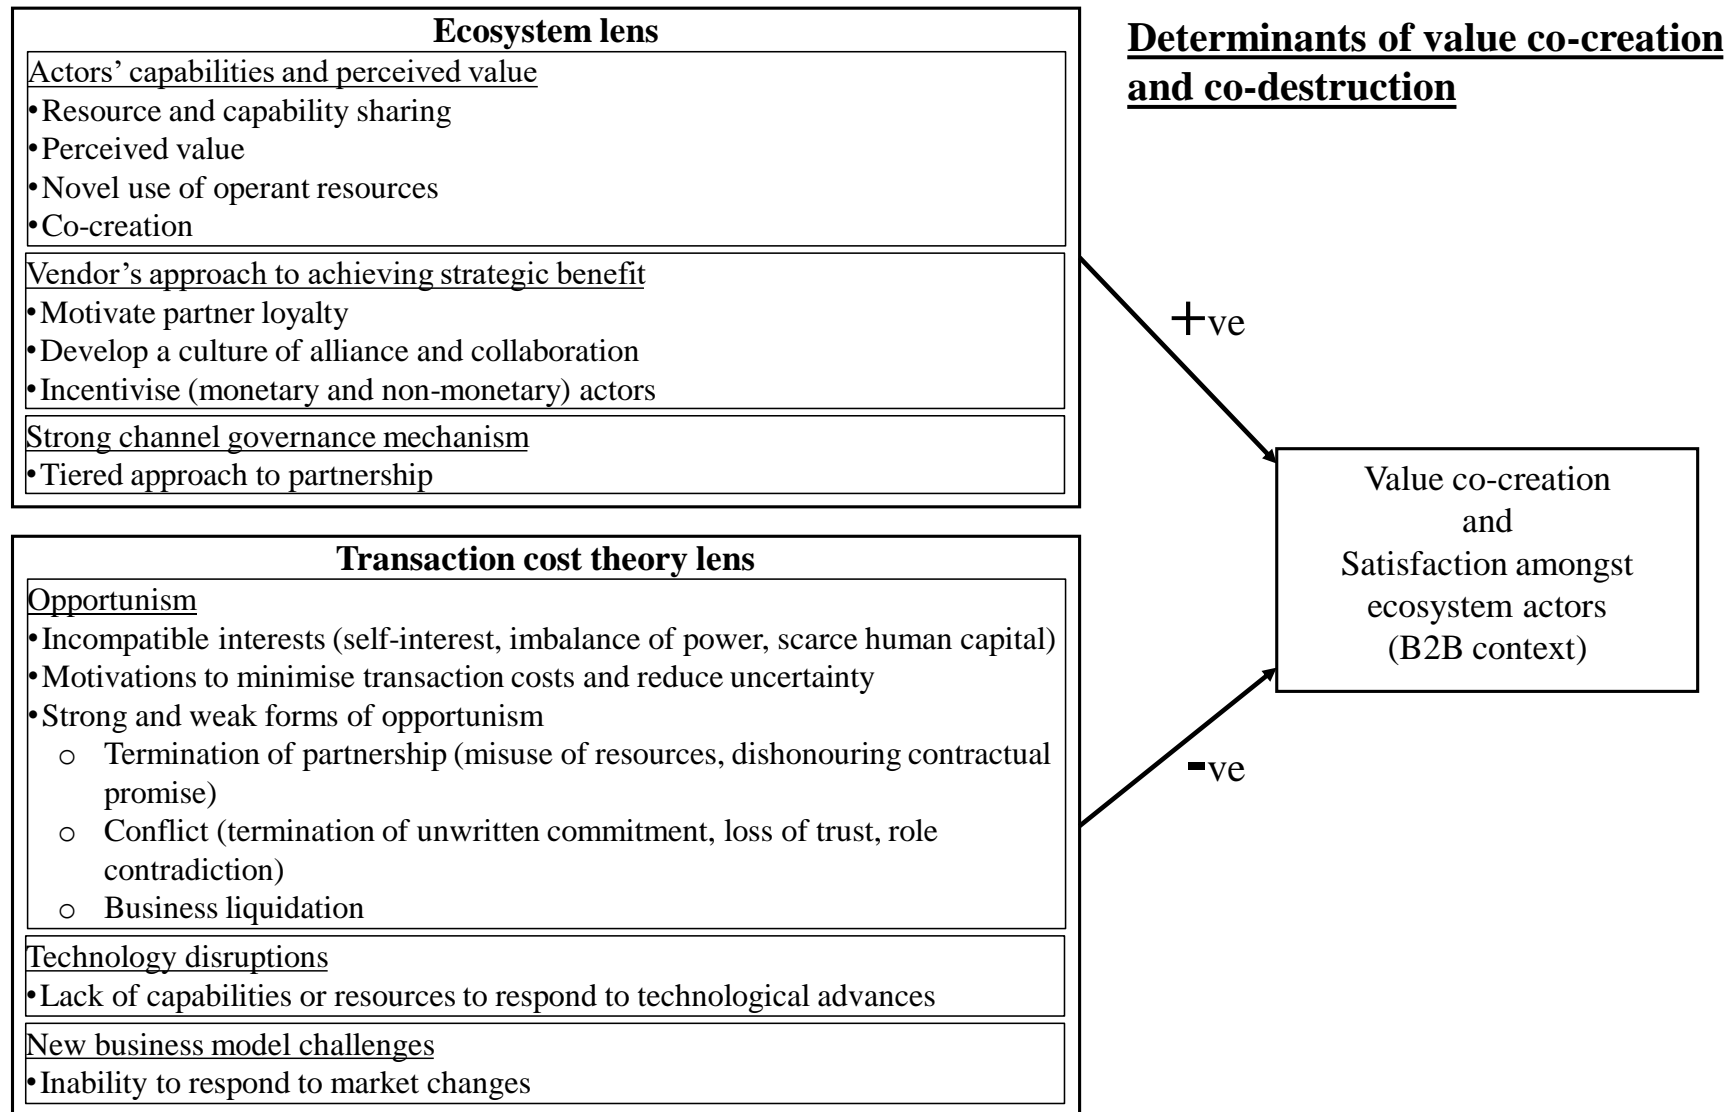 Ecosystem lens
Actors' capabilities and perceived value
•Resource and capability sharing
•Perceived value
•Novel use of operant resources
•Co-creation
Vendor's approach to achieving strategic benefit
•Motivate partner loyalty
•Develop a culture of alliance and collaboration
•Incentivise (monetary and non-monetary) actors
Strong channel governance mechanism
•Tiered approach to partnership
Transaction cost theory lens
Opportunism
•Incompatible interests (self-interest, imbalance of power, scarce human capital)
•Motivations to minimise transaction costs and reduce uncertainty
•Strong and weak forms of opportunism
o Termination of partnership (misuse of resources, dishonouring contractual
promise)
o Conflict (termination of unwritten commitment, loss of trust, role
contradiction)
o Business liquidation
Technology disruptions
•Lack of capabilities or resources to respond to technological advances
New business model challenges
•Inability to respond to market changes
Determinants of value co-creation
and co-destruction
+ve
-ve
Value co-creation
and
Satisfaction amongst
ecosystem actors
(B2B context)